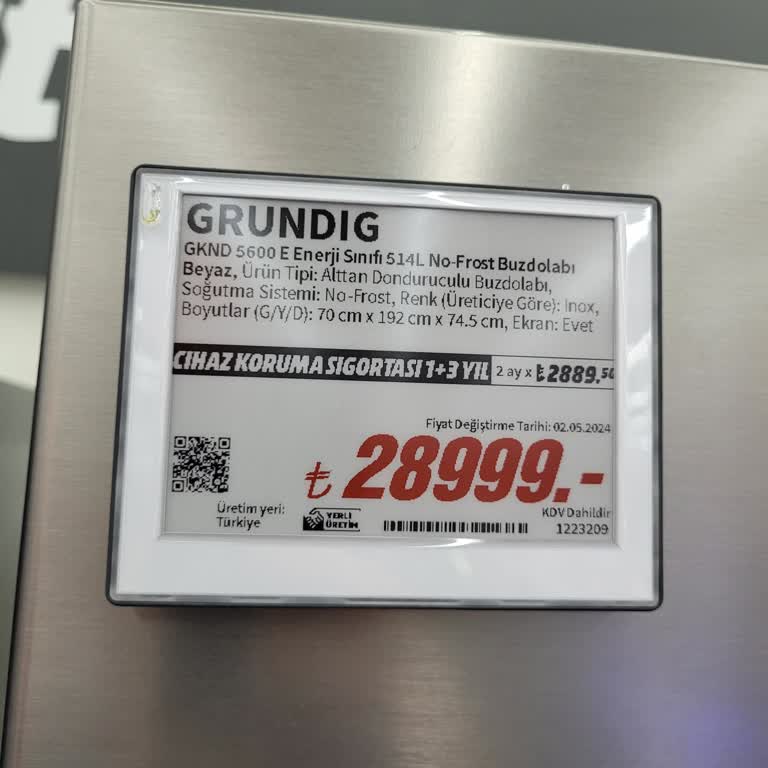 GRUNDIG
GKND 5600 E Enerji Sınıfı 514L No-Frost Buzdolabı
Beyaz, Ürün Tipi: Alttan Donduruculu Buzdolabı,
Soğutma Sistemi: No-Frost, Renk (Üreticiye Göre): Inox,
Boyutlar (G/Y/D): 70 cm x 192 cm x 74.5 cm, Ekran: Evet
CIHAZ KORUMA SIGORTASI 1+3 YIL 2 ay x ₺2889.50
Fiyat Değiştirme Tarihi: 02.05.2024
₺ 28999.-
Üretim yeri:
Türkiye
YERLİ
ÜRETİM
KDV Dahildir
1223209